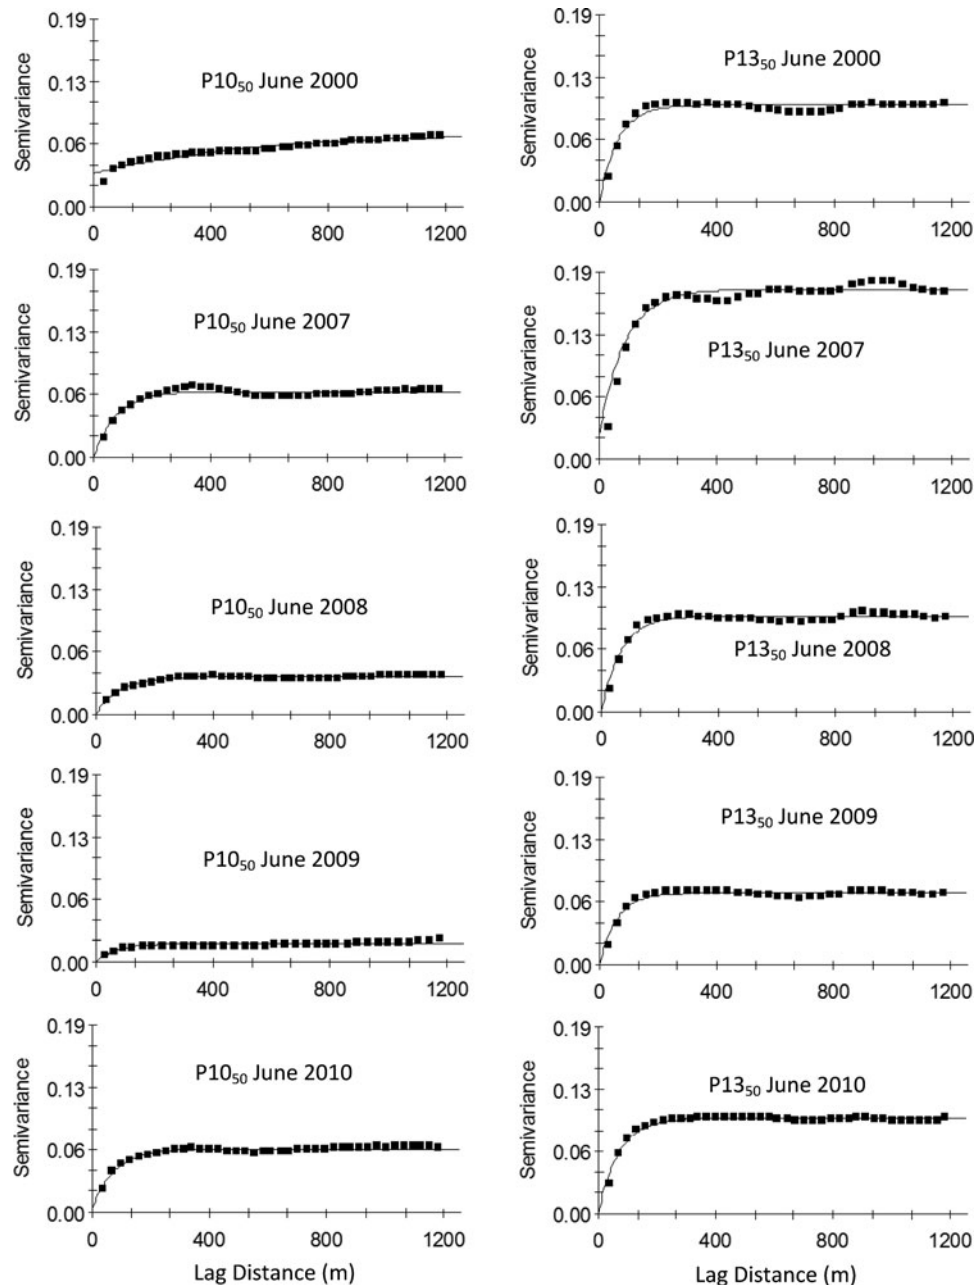 0.19
0.13
0.06
0.00
Semivariance
P10₅₀ June 2000
0 400 800 1200
0.19
0.13
0.06
0.00
Semivariance
P13₅₀ June 2000
0 400 800 1200
0.19
0.13
0.06
0.00
Semivariance
P10₅₀ June 2007
0 400 800 1200
0.19
0.13
0.06
0.00
Semivariance
P13₅₀ June 2007
0 400 800 1200
0.19
0.13
0.06
0.00
Semivariance
P10₅₀ June 2008
0 400 800 1200
0.19
0.13
0.06
0.00
Semivariance
P13₅₀ June 2008
0 400 800 1200
0.19
0.13
0.06
0.00
Semivariance
P10₅₀ June 2009
0 400 800 1200
0.19
0.13
0.06
0.00
Semivariance
P13₅₀ June 2009
0 400 800 1200
0.19
0.13
0.06
0.00
Semivariance
P10₅₀ June 2010
0 400 800 1200
Lag Distance (m)
0.19
0.13
0.06
0.00
Semivariance
P13₅₀ June 2010
0 400 800 1200
Lag Distance (m)